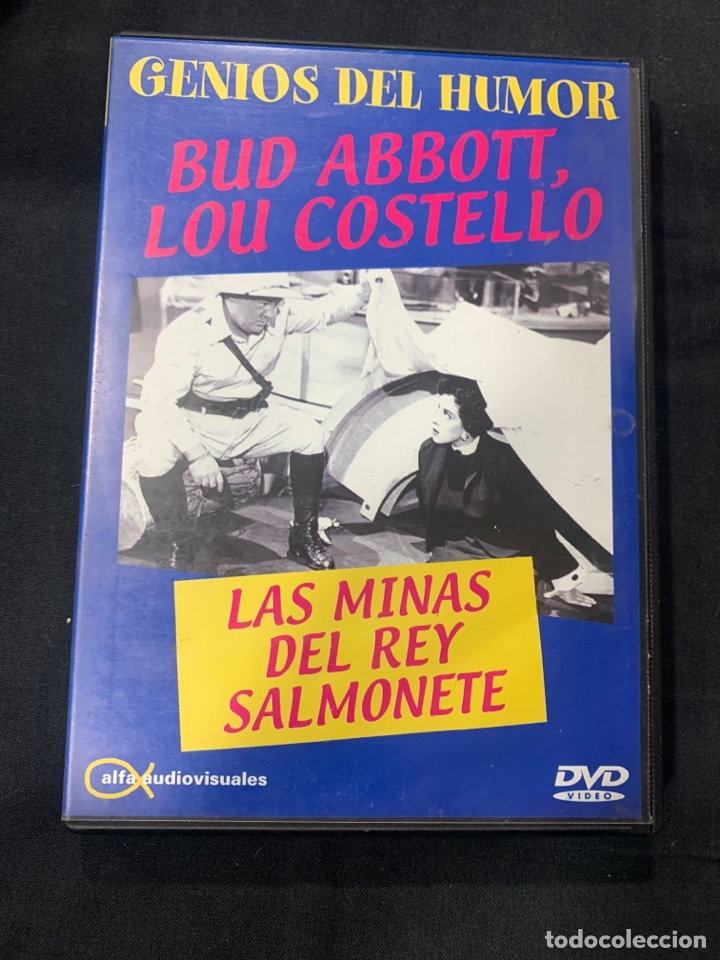 GENIOS DEL HUMOR
BUD ABBOTT,
LOU COSTELLO
LAS MINAS
DEL REY
SALMONETE
alfa audiovisuales
DVD
VIDEO
todocoleccion